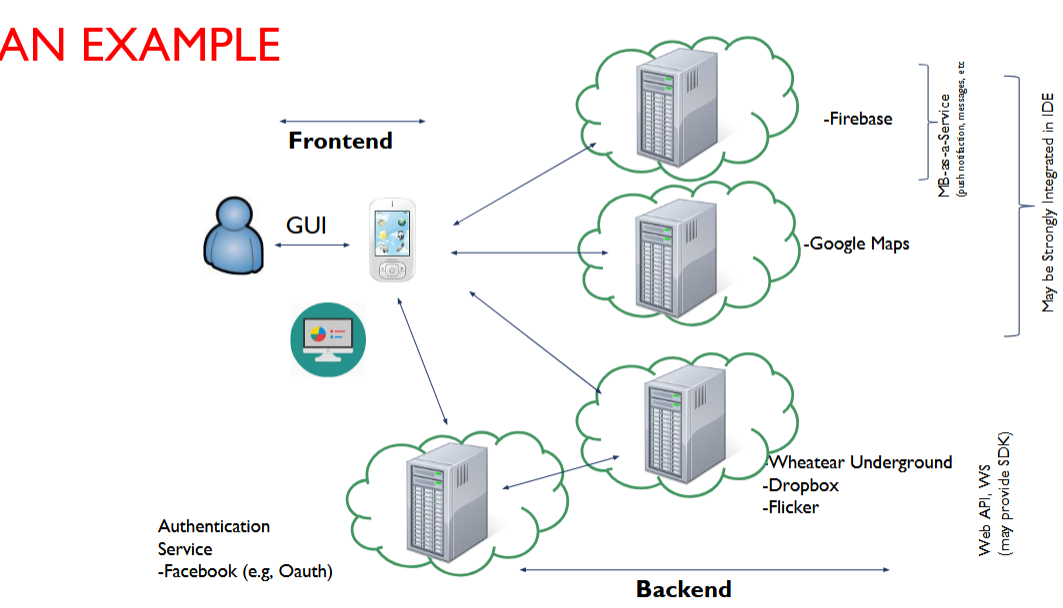 AN EXAMPLE
Frontend
GUI
-Firebase
MB-as-a-Service
(push notifaction, messages, etc
-Google Maps
May be Strongly Integrated in IDE
-Wheatear Underground
-Dropbox
-Flicker
Web API, WS
(may provide SDK)
Authentication
Service
-Facebook (e.g, Oauth)
Backend